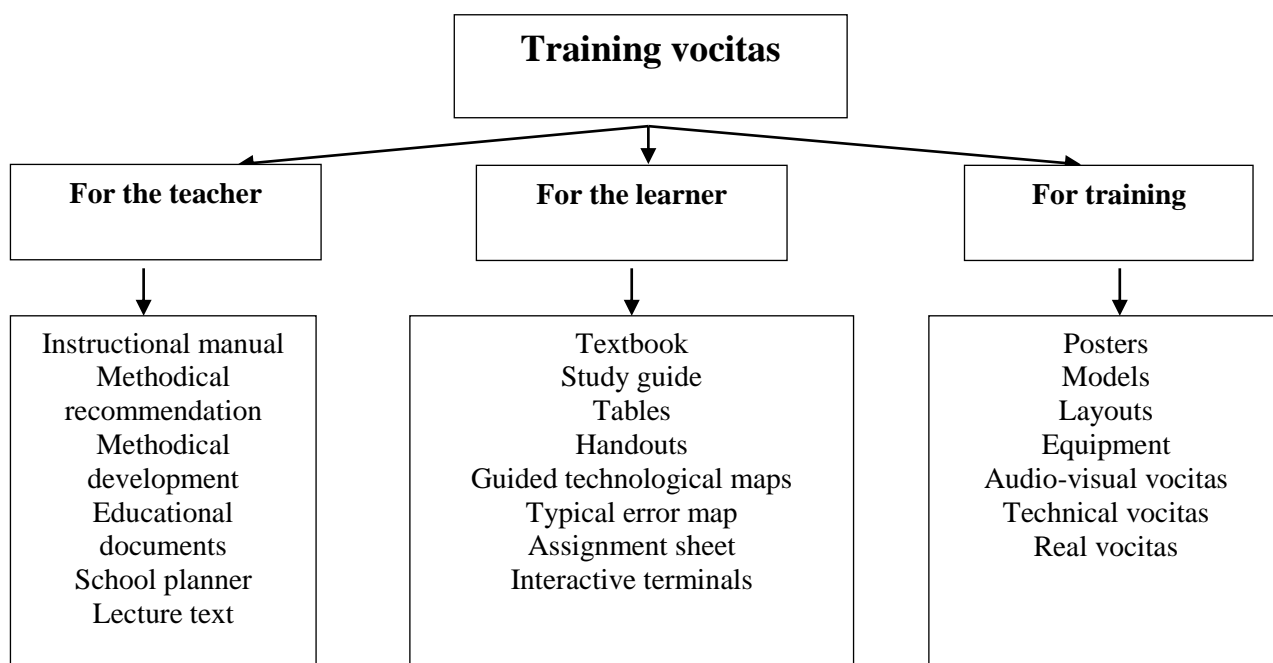 Training vocitas
For the teacher
For the learner
For training
Instructional manual
Methodical
recommendation
Methodical
development
Educational
documents
School planner
Lecture text
Textbook
Study guide
Tables
Handouts
Guided technological maps
Typical error map
Assignment sheet
Interactive terminals
Posters
Models
Layouts
Equipment
Audio-visual vocitas
Technical vocitas
Real vocitas